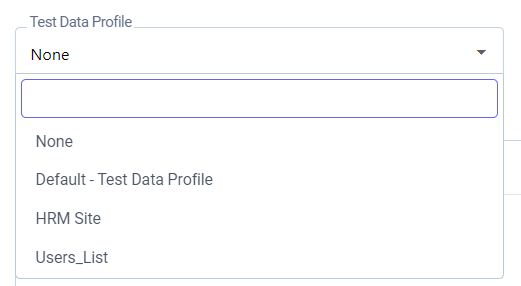 Test Data Profile
None
None
Default - Test Data Profile
HRM Site
Users_List